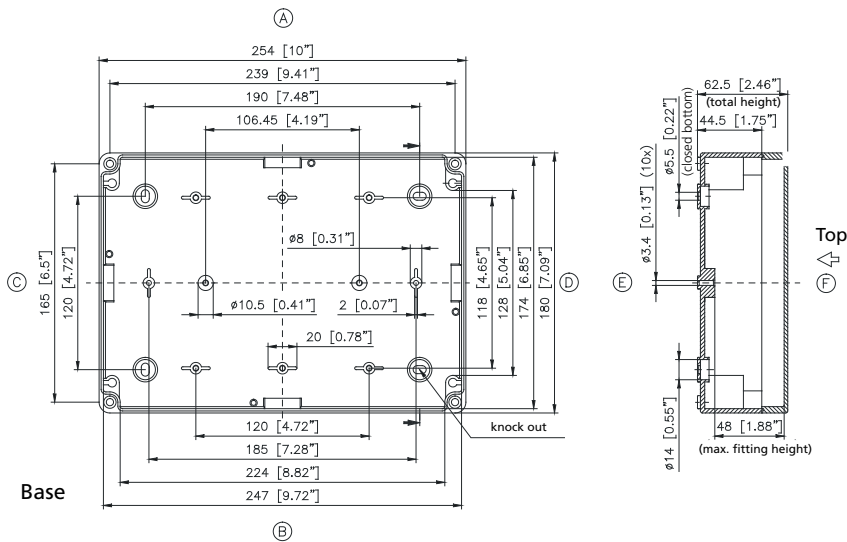 A
254 [10”]
239 [9.41”]
190 [7.48”]
106.45 [4.19”]
62.5 [2.46”]
(total height)
44.5 [1.75”]
ø5.5 [0.22”]
(closed bottom)
ø3.4 [0.13”] (10x)
ø8 [0.31”]
C
165 [6.5”]
120 [4.72”]
118 [4.65”]
128 [5.04”]
174 [6.85”]
180 [7.09”]
D
E
Top
F
ø10.5 [0.41”]
2 [0.07”]
20 [0.78”]
knock out
120 [4.72”]
185 [7.28”]
224 [8.82”]
247 [9.72”]
ø14 [0.55”]
48 [1.88”]
(max. fitting height)
Base
B